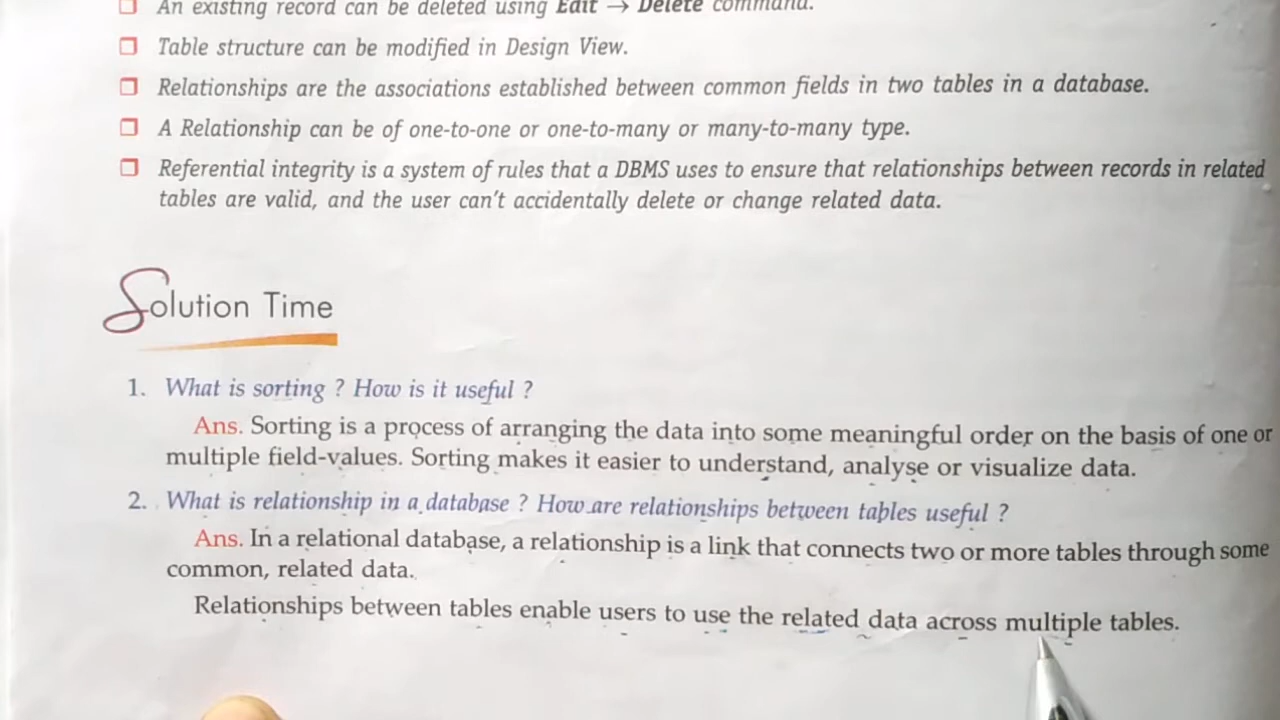 An existing record can be deleted using Edit → Delete command.
Table structure can be modified in Design View.
Relationships are the associations established between common fields in two tables in a database.
A Relationship can be of one-to-one or one-to-many or many-to-many type.
Referential integrity is a system of rules that a DBMS uses to ensure that relationships between records in related
tables are valid, and the user can't accidentally delete or change related data.
Solution Time
1. What is sorting ? How is it useful ?
Ans. Sorting is a process of arranging the data into some meaningful order on the basis of one or
multiple field-values. Sorting makes it easier to understand, analyse or visualize data.
2. What is relationship in a database ? How are relationships between tables useful ?
Ans. In a relational database, a relationship is a link that connects two or more tables through some
common, related data.
Relationships between tables enable users to use the related data across multiple tables.